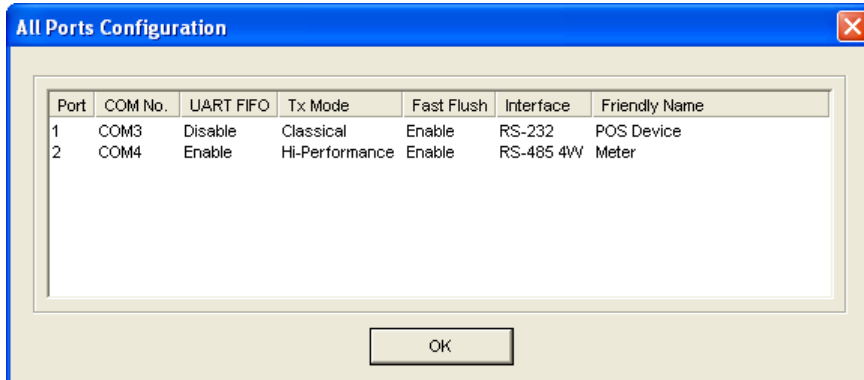 All Ports Configuration
Port COM No. UART FIFO Tx Mode Fast Flush Interface Friendly Name
1 COM3 Disable Classical Enable RS-232 POS Device
2 COM4 Enable Hi-Performance Enable RS-485 4W Meter
OK